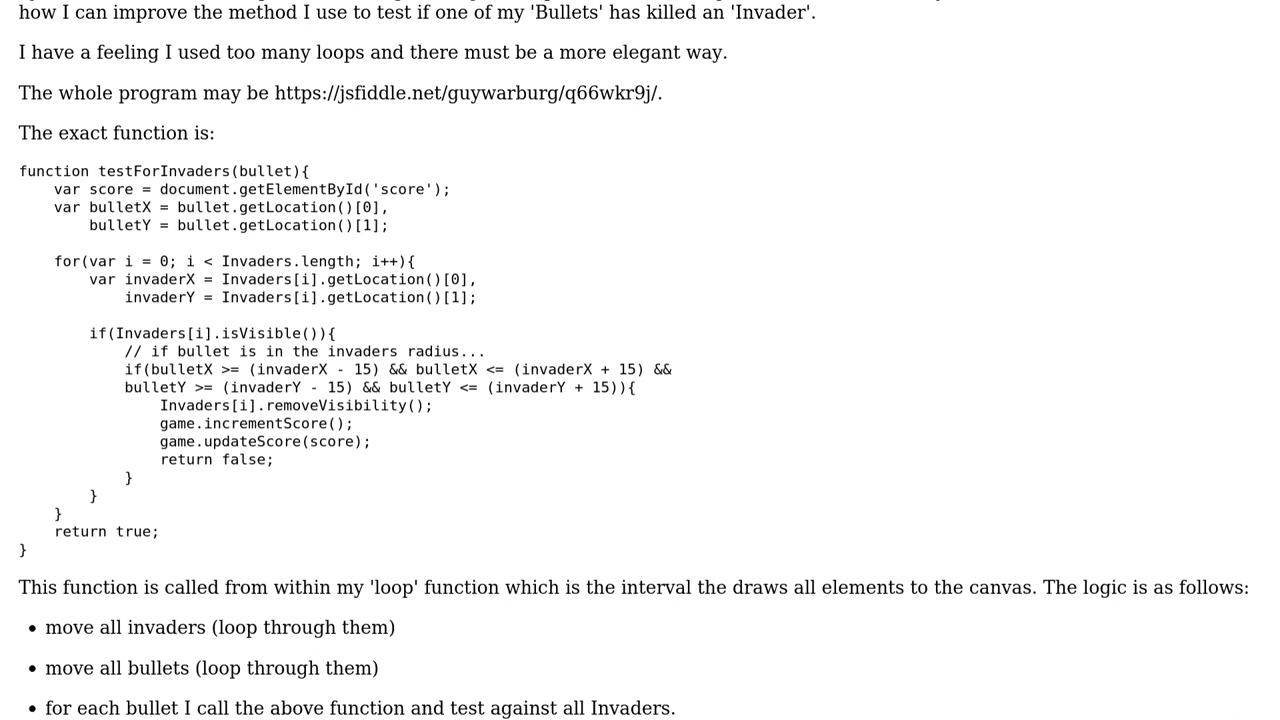 how I can improve the method I use to test if one of my 'Bullets' has killed an 'Invader'.
I have a feeling I used too many loops and there must be a more elegant way.
The whole program may be https://jsfiddle.net/guywarburg/q66wkr9j/.
The exact function is:
function testForInvaders(bullet){
    var score = document.getElementById('score');
    var bulletX = bullet.getLocation()[0],
        bulletY = bullet.getLocation()[1];
    for(var i = 0; i < Invaders.length; i++){
        var invaderX = Invaders[i].getLocation()[0],
            invaderY = Invaders[i].getLocation()[1];
        if(Invaders[i].isVisible()){
            // if bullet is in the invaders radius...
            if(bulletX >= (invaderX - 15) && bulletX <= (invaderX + 15) &&
            bulletY >= (invaderY - 15) && bulletY <= (invaderY + 15)){
                Invaders[i].removeVisibility();
                game.incrementScore();
                game.updateScore(score);
                return false;
            }
        }
    }
    return true;
}
This function is called from within my 'loop' function which is the interval the draws all elements to the canvas. The logic is as follows:
• move all invaders (loop through them)
• move all bullets (loop through them)
• for each bullet I call the above function and test against all Invaders.